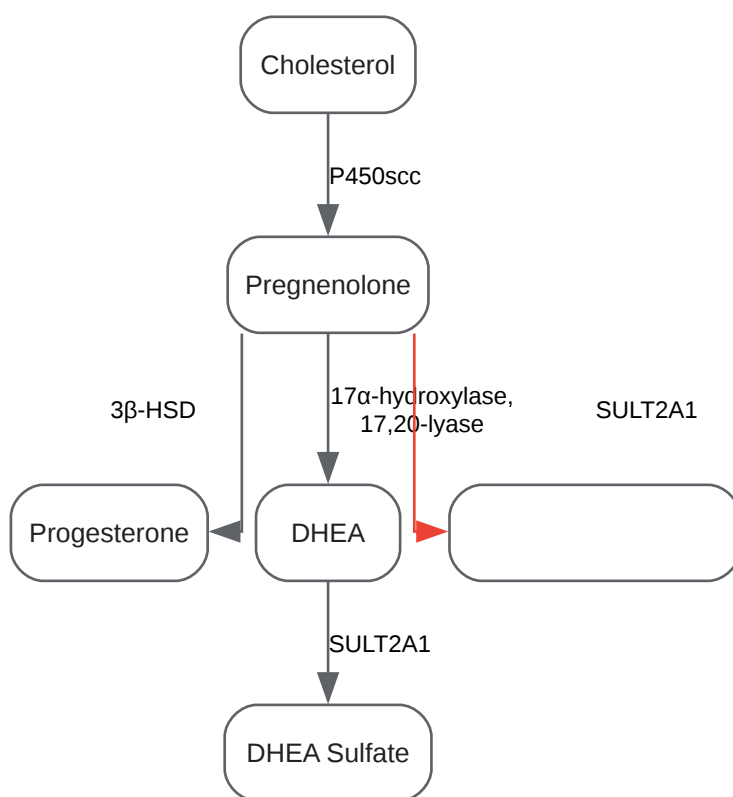 Cholesterol
P450scc
Pregnenolone
3β-HSD
17α-hydroxylase,
17,20-lyase
SULT2A1
Progesterone
DHEA
SULT2A1
DHEA Sulfate